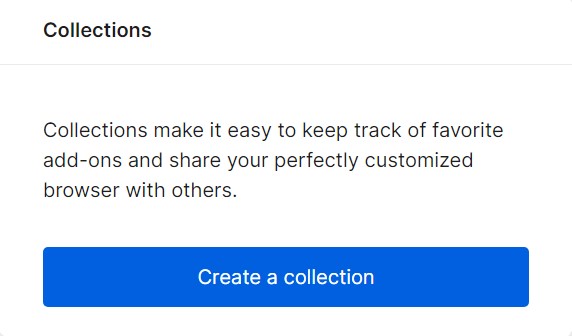 Collections
Collections make it easy to keep track of favorite
add-ons and share your perfectly customized
browser with others.
Create a collection